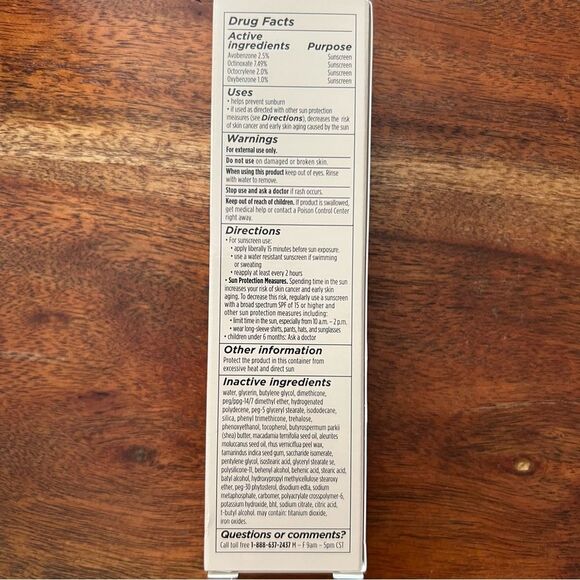 Drug Facts
Active
ingredients Purpose
Avobenzone 2.5% Sunscreen
Octinoxate 7.49% Sunscreen
Octocrylene 2.0% Sunscreen
Oxybenzone 1.0% Sunscreen
Uses
• helps prevent sunburn
• if used as directed with other sun protection
measures (see Directions), decreases the risk
of skin cancer and early skin aging caused by the sun
Warnings
For external use only.
Do not use on damaged or broken skin.
When using this product keep out of eyes. Rinse
with water to remove.
Stop use and ask a doctor if rash occurs.
Keep out of reach of children. If product is swallowed,
get medical help or contact a Poison Control Center
right away.
Directions
• For sunscreen use:
• apply liberally 15 minutes before sun exposure.
• use a water resistant sunscreen if swimming
or sweating
• reapply at least every 2 hours
• Sun Protection Measures. Spending time in the sun
increases your risk of skin cancer and early skin
aging. To decrease this risk, regularly use a sunscreen
with a broad spectrum SPF of 15 or higher and
other sun protection measures including:
• limit time in the sun, especially from 10 a.m. – 2 p.m.
• wear long-sleeve shirts, pants, hats, and sunglasses
• children under 6 months: Ask a doctor
Other information
Protect the product in this container from
excessive heat and direct sun
Inactive ingredients
water, glycerin, butylene glycol, dimethicone,
peg/ppg-14/7 dimethyl ether, hydrogenated
polydecene, peg-5 glyceryl stearate, isododecane,
silica, phenyl trimethicone, trehalose,
phenoxyethanol, tocopherol, butyrospermum parkii
(shea) butter, macadamia ternifolia seed oil, aleurites
moluccanus seed oil, rhus verniciflua peel wax,
tamarindus indica seed gum, saccharide isomerate,
pentylene glycol, isostearic acid, glyceryl stearate se,
polysilicone-11, behenyl alcohol, behenic acid, stearic acid,
batyl alcohol, hydroxypropyl methylcellulose stearoxy
ether, peg-30 phytosterol, disodium edta, sodium
metaphosphate, carbomer, polyacrylate crosspolymer-6,
potassium hydroxide, bht, sodium citrate, citric acid,
t-butyl alcohol. may contain: titanium dioxide,
iron oxides.
Questions or comments?
Call toll free 1-888-637-2437 M – F 9am – 5pm CST